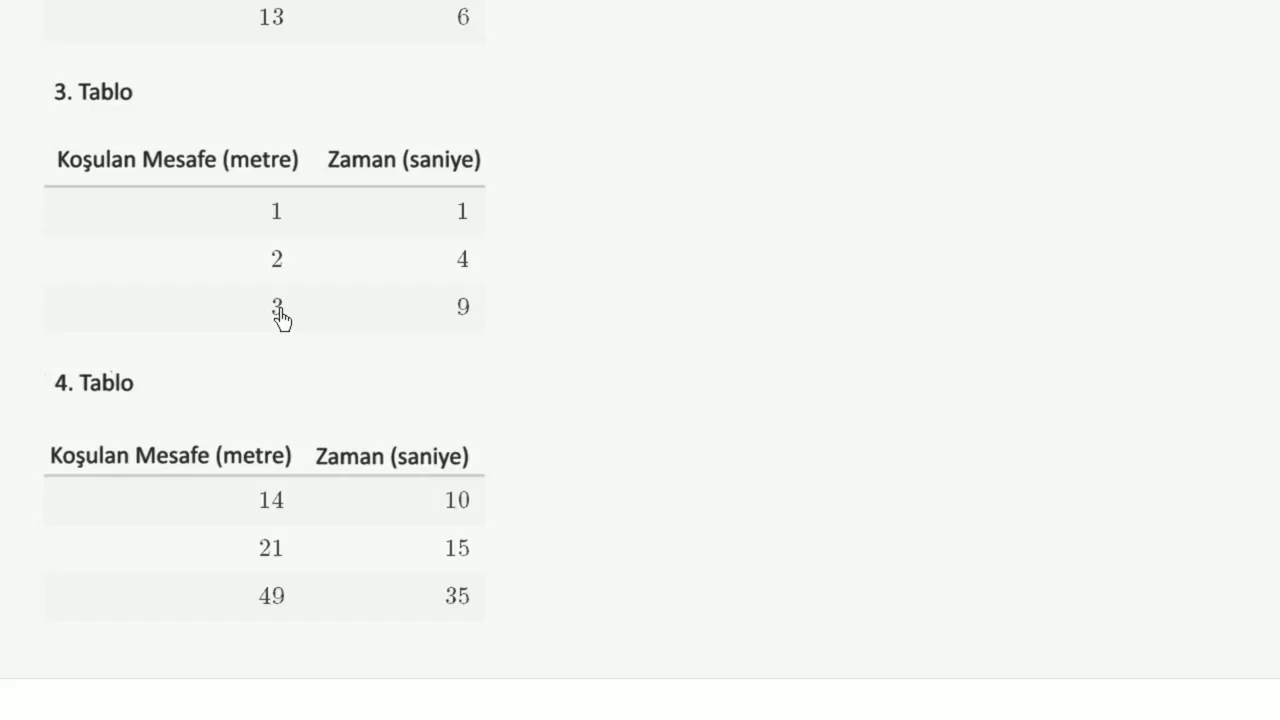 13 6
3. Tablo
Koşulan Mesafe (metre) Zaman (saniye)
1 1
2 4
3 9
4. Tablo
Koşulan Mesafe (metre) Zaman (saniye)
14 10
21 15
49 35